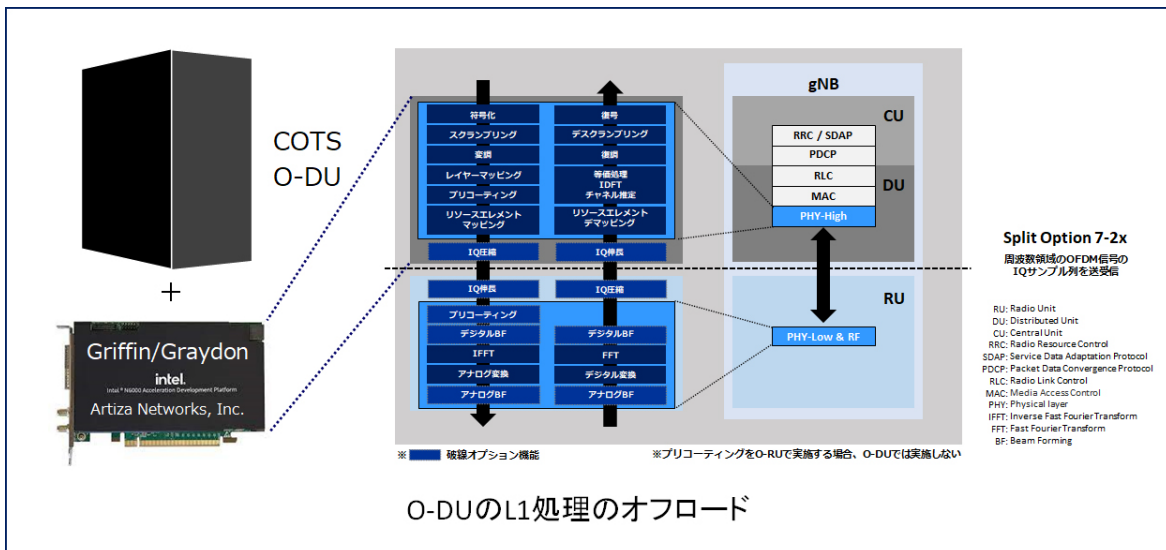 COTS
O-DU
+
Griffin/Graydon
intel.
Intel® N6000 Acceleration Development Platform
Artiza Networks, Inc.
符号化
スクランブリング
変調
レイヤーマッピング
プリコーティング
リソースエレメント
マッピング
IQ圧縮
復号
デスクランブリング
復調
等価処理
IDFT
チャネル推定
リソースエレメント
デマッピング
IQ伸長
IQ伸長
プリコーティング
デジタルBF
IFFT
アナログ変換
アナログBF
IQ圧縮
デジタルBF
FFT
デジタル変換
アナログBF
gNB
CU
RRC / SDAP
PDCP
RLC
DU
MAC
PHY-High
RU
PHY-Low & RF
Split Option 7-2x
周波数領域のOFDM信号の
IQサンプル列を送受信
RU: Radio Unit
DU: Distributed Unit
CU: Central Unit
RRC: Radio Resource Control
SDAP: Service Data Adaptation Protocol
PDCP: Packet Data Convergence Protocol
RLC: Radio Link Control
MAC: Media Access Control
PHY: Physical layer
IFFT: Inverse Fast Fourier Transform
FFT: Fast Fourier Transform
BF: Beam Forming
※ 破線オプション機能
※プリコーティングをO-RUで実施する場合、O-DUでは実施しない
O-DUのL1処理のオフロード